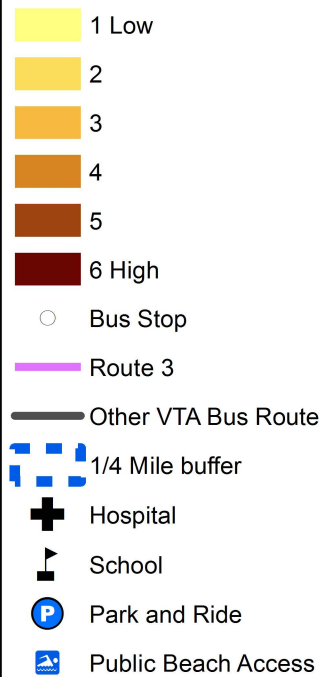 1 Low
2
3
4
5
6 High
Bus Stop
Route 3
Other VTA Bus Route
1/4 Mile buffer
Hospital
School
P Park and Ride
Public Beach Access